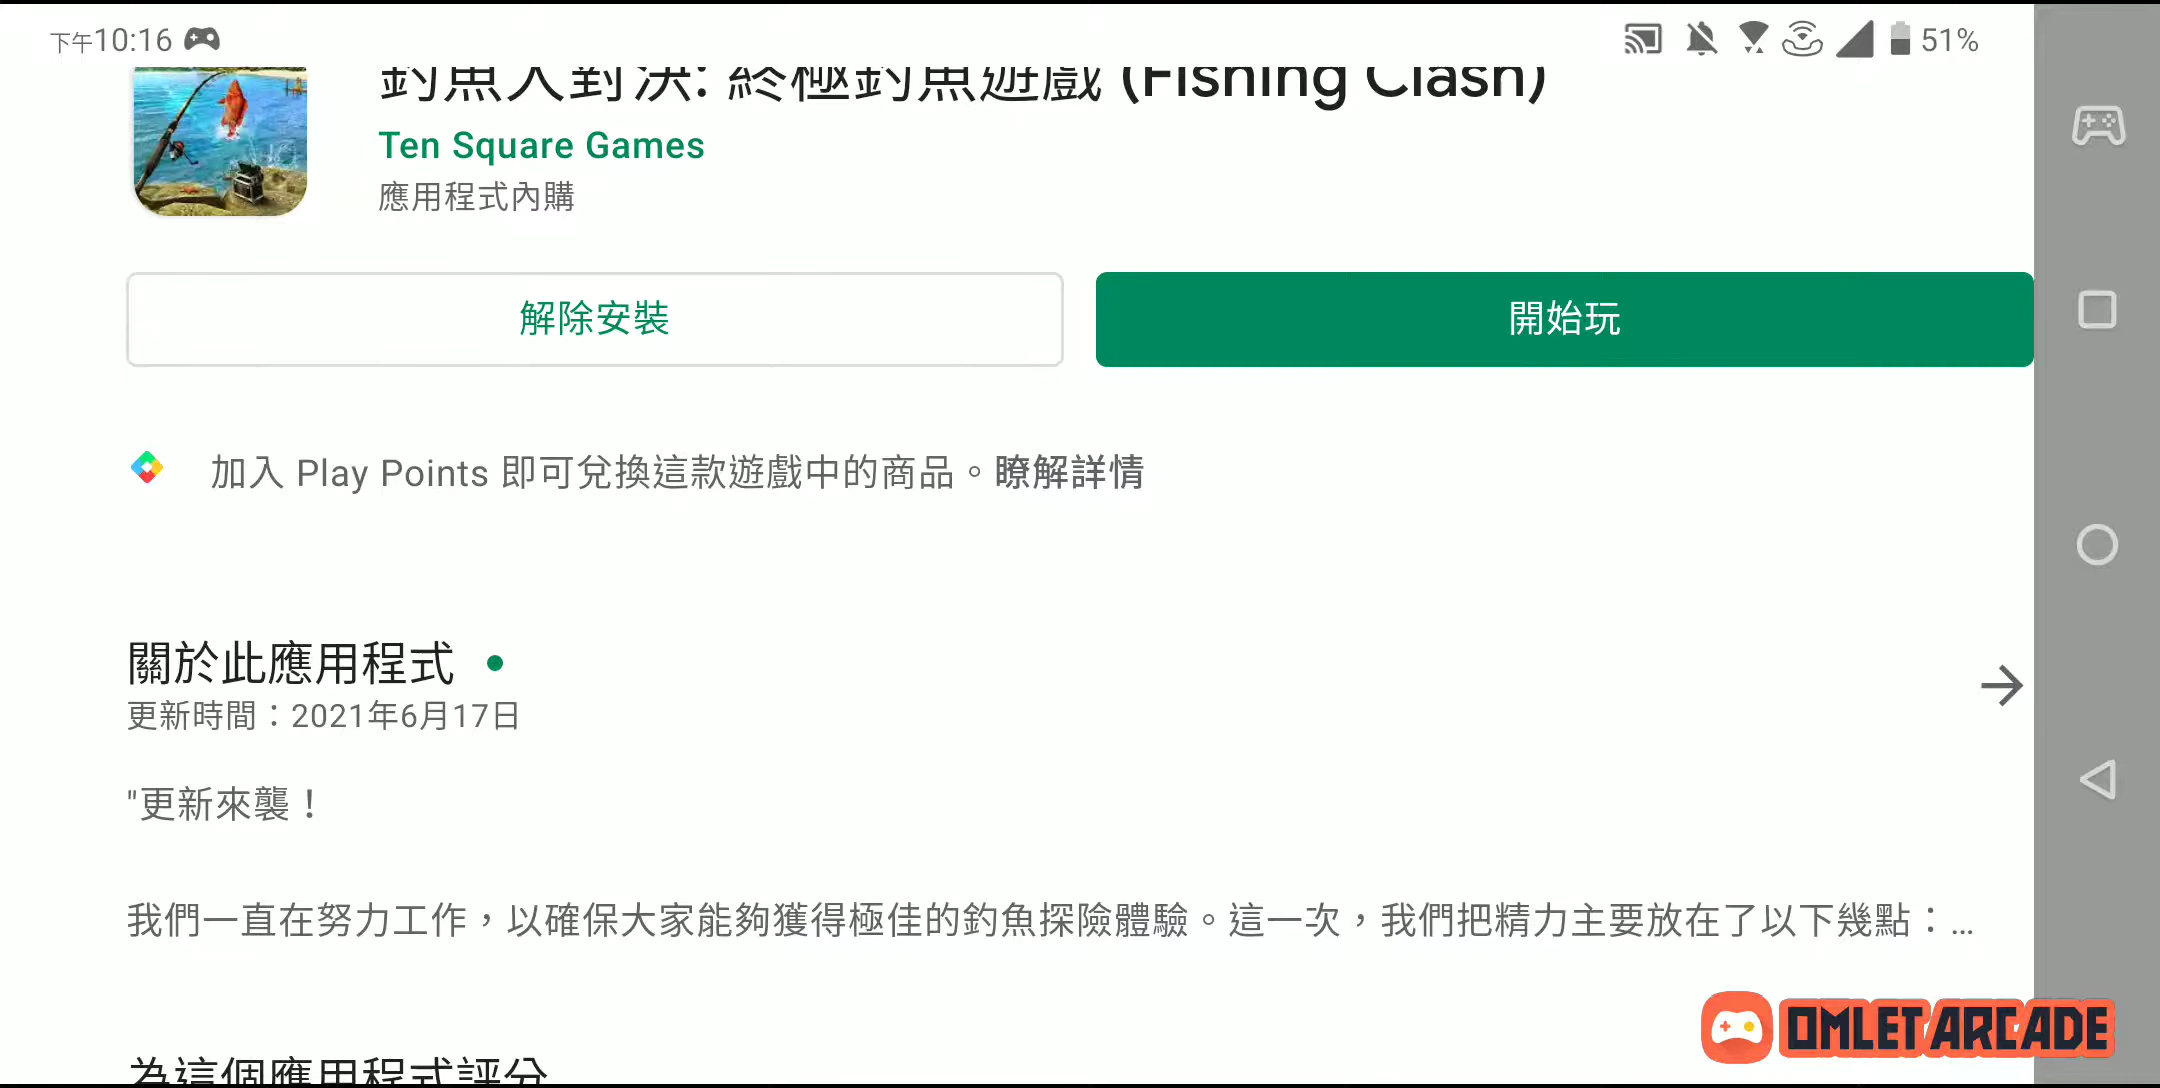 下午10:16
51%
釣魚大對決: 終極釣魚遊戲 (Fishing Clash)
Ten Square Games
應用程式內購
解除安裝
開始玩
加入 Play Points 即可兌換這款遊戲中的商品。瞭解詳情
關於此應用程式
更新時間：2021年6月17日
"更新來襲！
我們一直在努力工作，以確保大家能夠獲得極佳的釣魚探險體驗。這一次，我們把精力主要放在了以下幾點：...
OMLET ARCADE
為這個應用程式評分